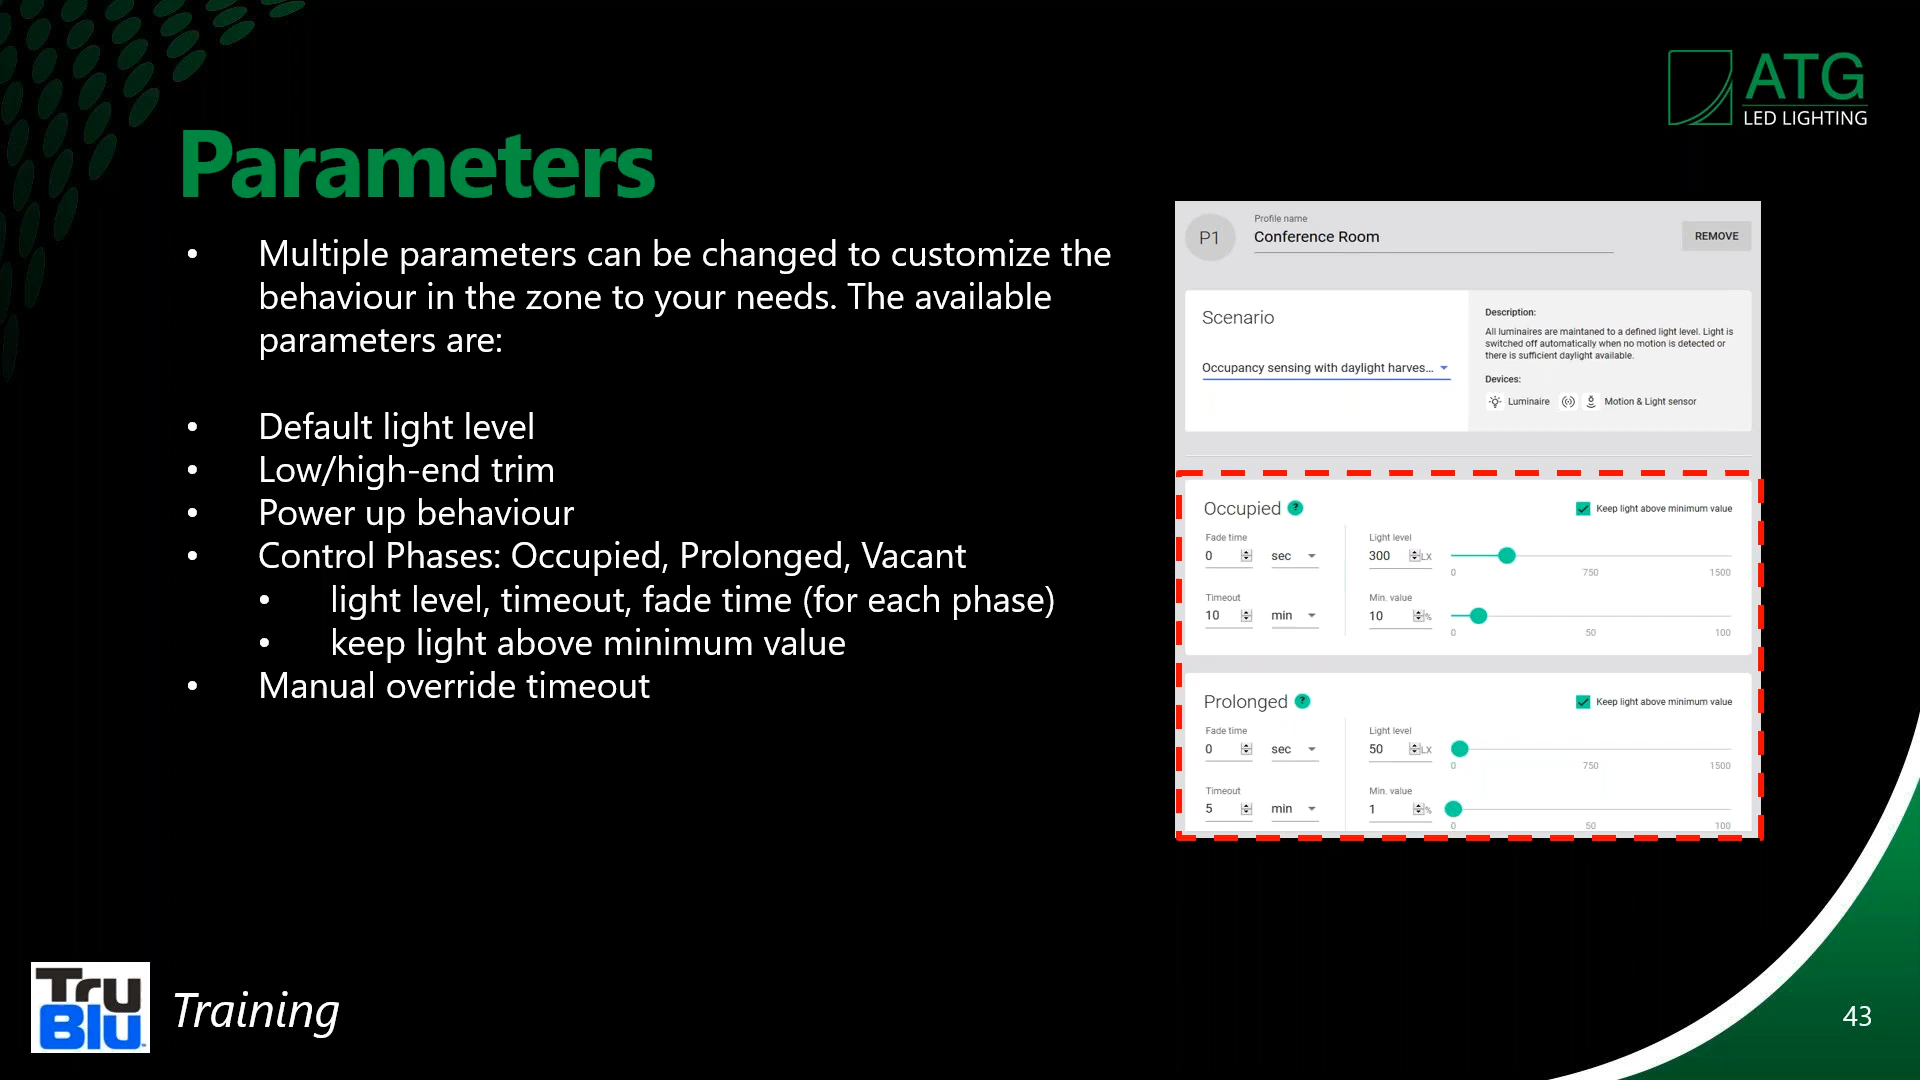 ATG
LED LIGHTING
Parameters
• Multiple parameters can be changed to customize the
behaviour in the zone to your needs. The available
parameters are:
• Default light level
• Low/high-end trim
• Power up behaviour
• Control Phases: Occupied, Prolonged, Vacant
• light level, timeout, fade time (for each phase)
• keep light above minimum value
• Manual override timeout
P1
Profile name
Conference Room
REMOVE
Scenario
Occupancy sensing with daylight harves...
Description:
All luminaires are maintaned to a defined light level. Light is
switched off automatically when no motion is detected or
there is sufficient daylight available.
Devices:
Luminaire Motion & Light sensor
Occupied ?
Keep light above minimum value
Fade time Light level
0 sec 300 LX
0 750 1500
Timeout Min. value
10 min 10 %
0 50 100
Prolonged ?
Keep light above minimum value
Fade time Light level
0 sec 50 LX
0 750 1500
Timeout Min. value
5 min 1 %
0 50 100
Tru
Blu
Training
43